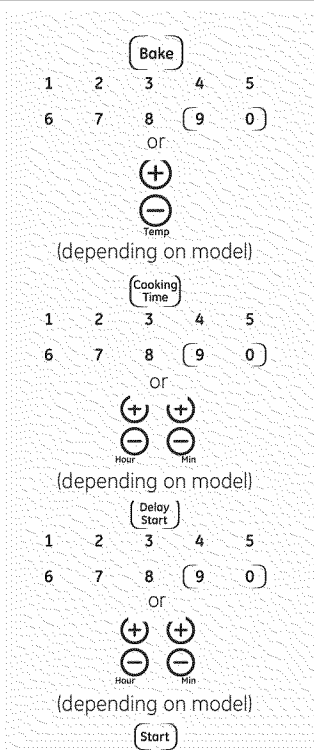 Bake
1 2 3 4 5
6 7 8 9 0
or
+
−
Temp
(depending on model)
Cooking
Time
1 2 3 4 5
6 7 8 9 0
or
+ +
− −
Hour Min
(depending on model)
Delay
Start
1 2 3 4 5
6 7 8 9 0
or
+ +
− −
Hour Min
(depending on model)
Start